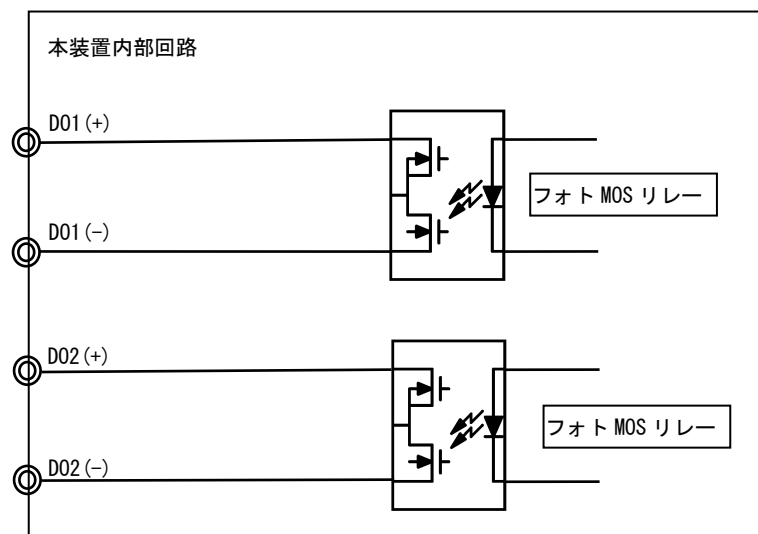 本装置内部回路
DO1(+)
フォト MOS リレー
DO1(-)
DO2(+)
フォト MOS リレー
DO2(-)